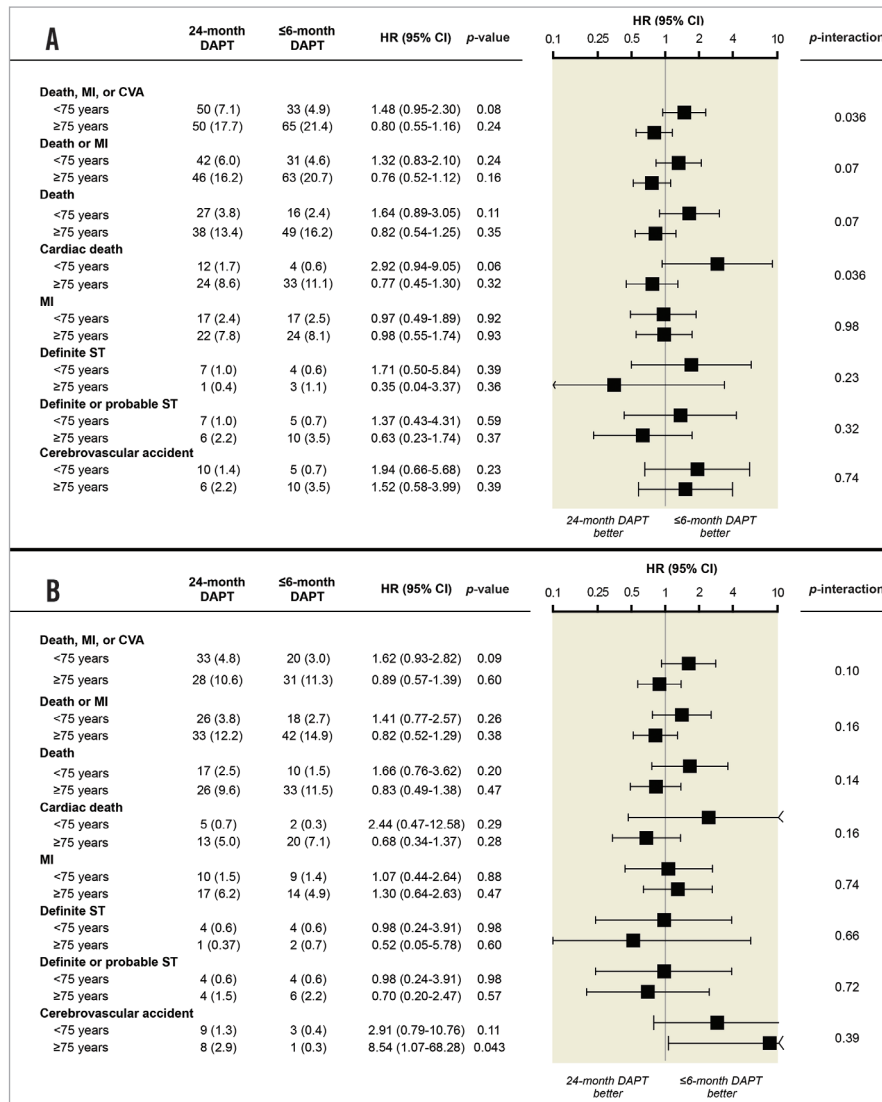 A
24-month DAPT ≤6-month DAPT HR (95% CI) p-value HR (95% CI) p-interaction
0.1 0.25 0.5 1 2 4 10
Death, MI, or CVA
<75 years 50 (7.1) 33 (4.9) 1.48 (0.95-2.30) 0.08
0.036
≥75 years 50 (17.7) 65 (21.4) 0.80 (0.55-1.16) 0.24
Death or MI
<75 years 42 (6.0) 31 (4.6) 1.32 (0.83-2.10) 0.24
0.07
≥75 years 46 (16.2) 63 (20.7) 0.76 (0.52-1.12) 0.16
Death
<75 years 27 (3.8) 16 (2.4) 1.64 (0.89-3.05) 0.11
0.07
≥75 years 38 (13.4) 49 (16.2) 0.82 (0.54-1.25) 0.35
Cardiac death
<75 years 12 (1.7) 4 (0.6) 2.92 (0.94-9.05) 0.06
0.036
≥75 years 24 (8.6) 33 (11.1) 0.77 (0.45-1.30) 0.32
MI
<75 years 17 (2.4) 17 (2.5) 0.97 (0.49-1.89) 0.92
0.98
≥75 years 22 (7.8) 24 (8.1) 0.98 (0.55-1.74) 0.93
Definite ST
<75 years 7 (1.0) 4 (0.6) 1.71 (0.50-5.84) 0.39
0.23
≥75 years 1 (0.4) 3 (1.1) 0.35 (0.04-3.37) 0.36
Definite or probable ST
<75 years 7 (1.0) 5 (0.7) 1.37 (0.43-4.31) 0.59
0.32
≥75 years 6 (2.2) 10 (3.5) 0.63 (0.23-1.74) 0.37
Cerebrovascular accident
<75 years 10 (1.4) 5 (0.7) 1.94 (0.66-5.68) 0.23
0.74
≥75 years 6 (2.2) 10 (3.5) 1.52 (0.58-3.99) 0.39
24-month DAPT better ≤6-month DAPT better
B
24-month DAPT ≤6-month DAPT HR (95% CI) p-value HR (95% CI) p-interaction
0.1 0.25 0.5 1 2 4 10
Death, MI, or CVA
<75 years 33 (4.8) 20 (3.0) 1.62 (0.93-2.82) 0.09
0.10
≥75 years 28 (10.6) 31 (11.3) 0.89 (0.57-1.39) 0.60
Death or MI
<75 years 26 (3.8) 18 (2.7) 1.41 (0.77-2.57) 0.26
0.16
≥75 years 33 (12.2) 42 (14.9) 0.82 (0.52-1.29) 0.38
Death
<75 years 17 (2.5) 10 (1.5) 1.66 (0.76-3.62) 0.20
0.14
≥75 years 26 (9.6) 33 (11.5) 0.83 (0.49-1.38) 0.47
Cardiac death
<75 years 5 (0.7) 2 (0.3) 2.44 (0.47-12.58) 0.29
0.16
≥75 years 13 (5.0) 20 (7.1) 0.68 (0.34-1.37) 0.28
MI
<75 years 10 (1.5) 9 (1.4) 1.07 (0.44-2.64) 0.88
0.74
≥75 years 17 (6.2) 14 (4.9) 1.30 (0.64-2.63) 0.47
Definite ST
<75 years 4 (0.6) 4 (0.6) 0.98 (0.24-3.91) 0.98
0.66
≥75 years 1 (0.37) 2 (0.7) 0.52 (0.05-5.78) 0.60
Definite or probable ST
<75 years 4 (0.6) 4 (0.6) 0.98 (0.24-3.91) 0.98
0.72
≥75 years 4 (1.5) 6 (2.2) 0.70 (0.20-2.47) 0.57
Cerebrovascular accident
<75 years 9 (1.3) 3 (0.4) 2.91 (0.79-10.76) 0.11
0.39
≥75 years 8 (2.9) 1 (0.3) 8.54 (1.07-68.28) 0.043
24-month DAPT better ≤6-month DAPT better